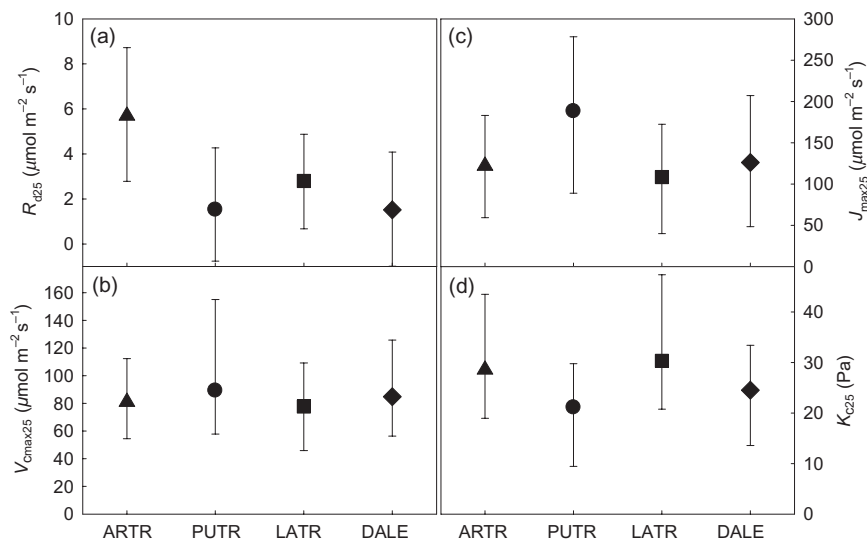 (a)
10
8
6
4
2
0
R_d25 (μmol m⁻² s⁻¹)
(c)
300
250
200
150
100
50
0
J_max25 (μmol m⁻² s⁻¹)
(b)
160
140
120
100
80
60
40
20
0
V_cmax25 (μmol m⁻² s⁻¹)
(d)
40
30
20
10
0
K_c25 (Pa)
ARTR PUTR LATR DALE
ARTR PUTR LATR DALE